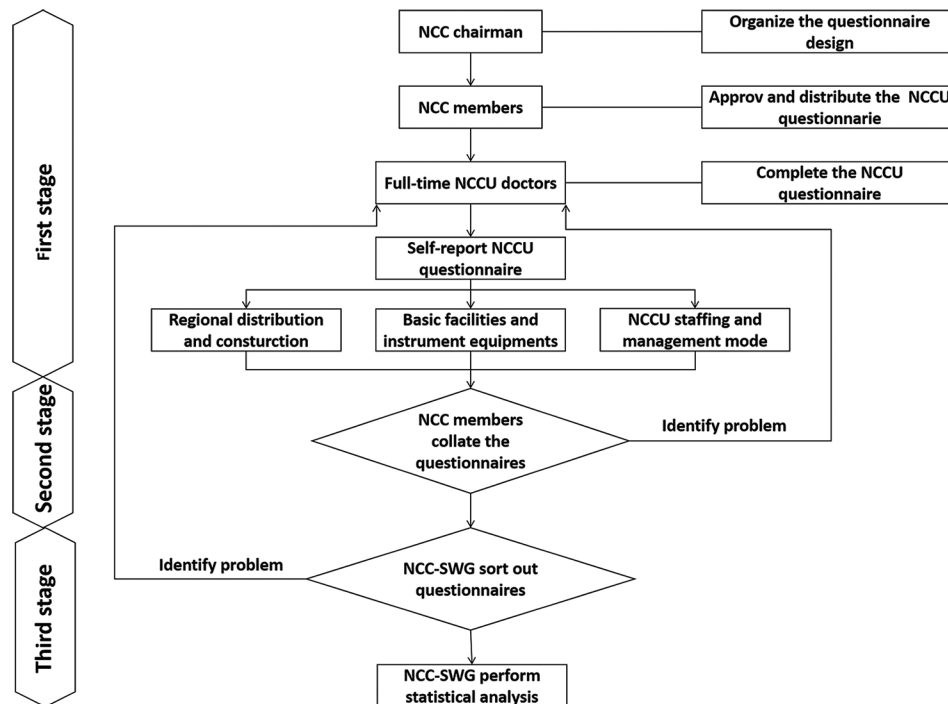 NCC chairman
Organize the questionnaire
design
NCC members
Approv and distribute the NCCU
questionnarie
Full-time NCCU doctors
Complete the NCCU
questionnaire
First stage
Self-report NCCU
questionnaire
Regional distribution
and consturction
Basic facilities and
instrument equipments
NCCU staffing and
management mode
Second stage
NCC members
collate the
questionnaires
Identify problem
Third stage
Identify problem
NCC-SWG sort out
questionnaires
NCC-SWG perform
statistical analysis